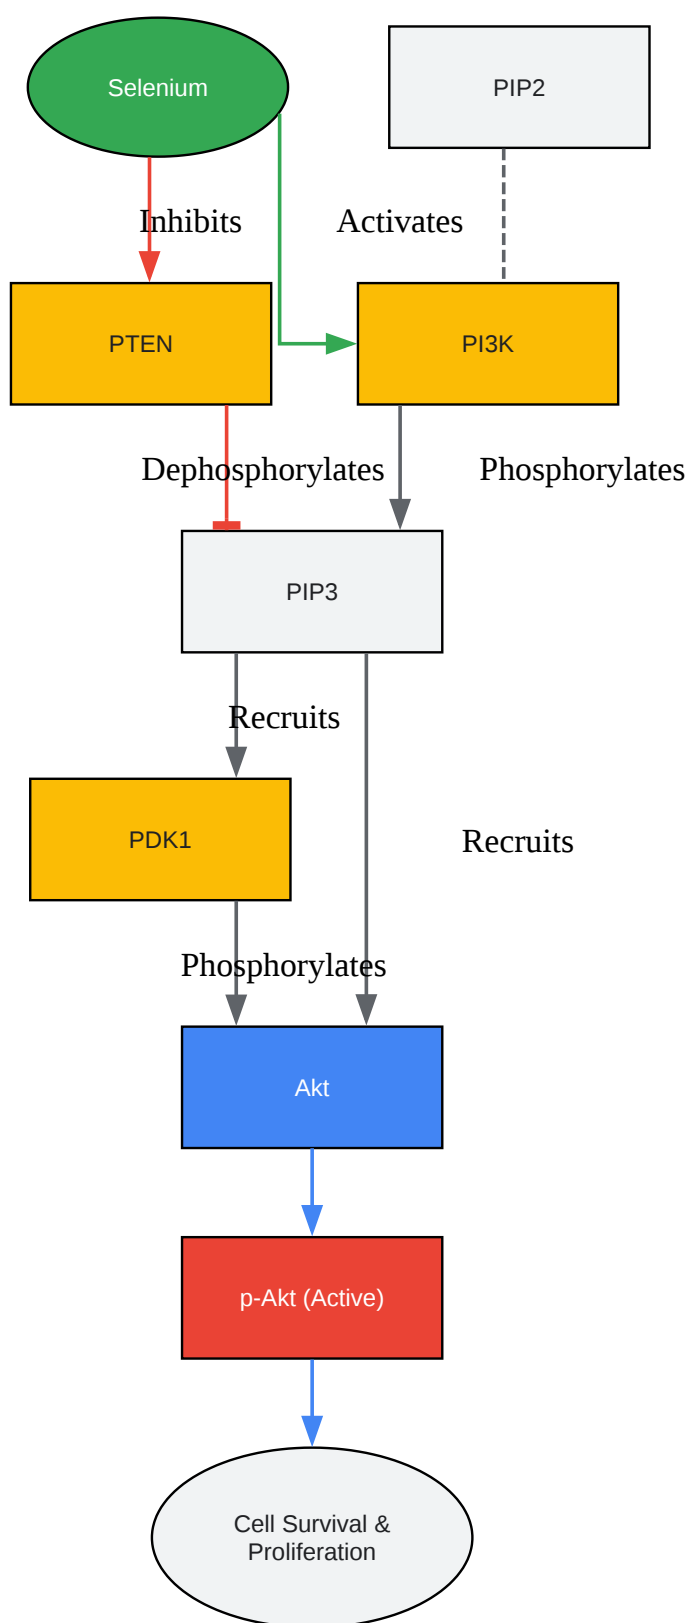 Selenium
PIP2
Inhibits
Activates
PTEN
PI3K
Dephosphorylates
Phosphorylates
PIP3
Recruits
PDK1
Recruits
Phosphorylates
Akt
p-Akt (Active)
Cell Survival &
Proliferation